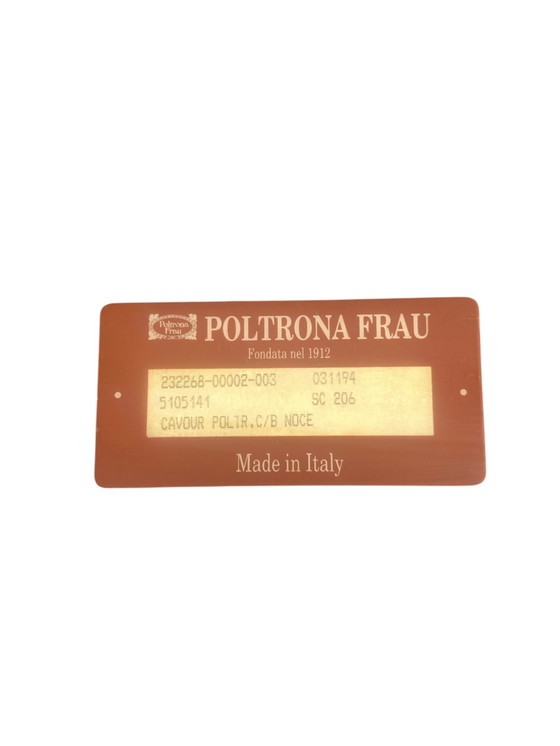 Poltrona
Frau
POLTRONA FRAU
Fondata nel 1912
232268-00002-003 031194
5105141 SC 206
CAVOUR POLTR.C/B NOCE
Made in Italy